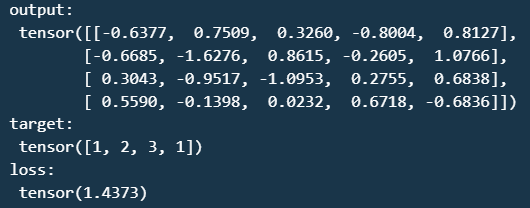 output:
tensor([[-0.6377, 0.7509, 0.3260, -0.8004, 0.8127],
[-0.6685, -1.6276, 0.8615, -0.2605, 1.0766],
[ 0.3043, -0.9517, -1.0953, 0.2755, 0.6838],
[ 0.5590, -0.1398, 0.0232, 0.6718, -0.6836]])
target:
tensor([1, 2, 3, 1])
loss:
tensor(1.4373)